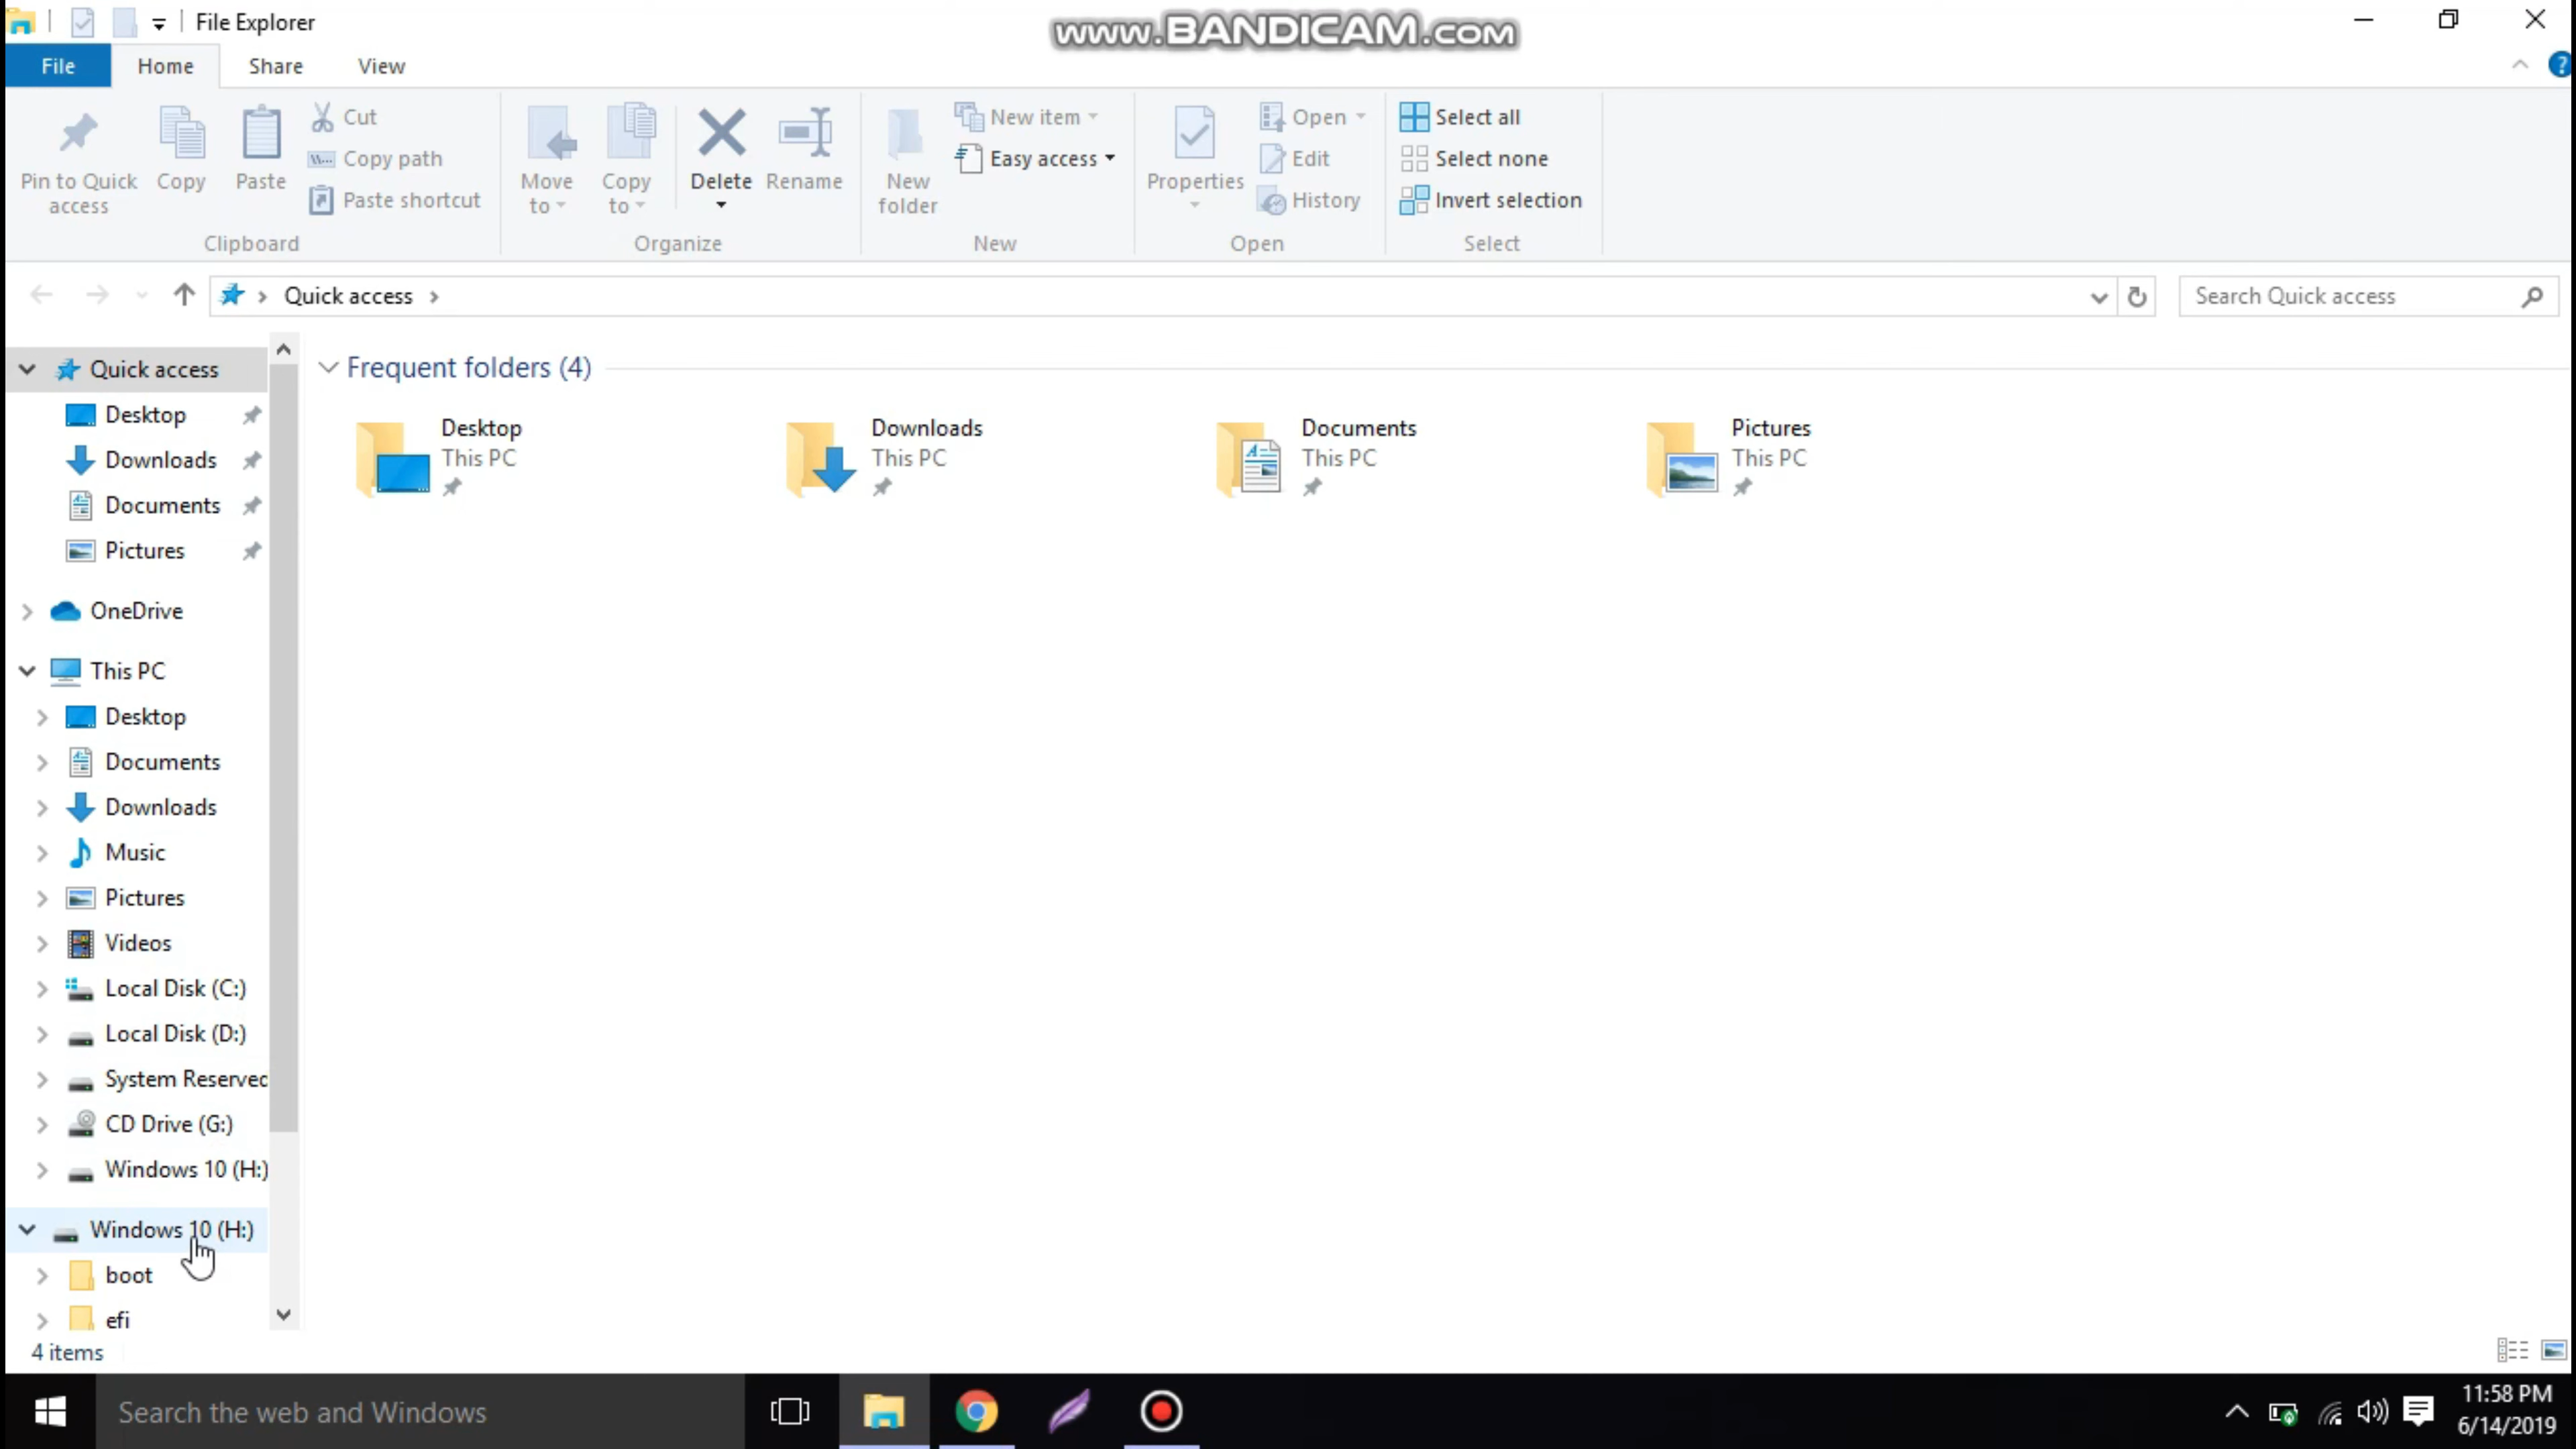 File Explorer
www.BANDICAM.com
File
Home
Share
View
Pin to Quick access
Copy
Paste
Cut
Copy path
Paste shortcut
Clipboard
Move to
Copy to
Delete
Rename
Organize
New folder
New item
Easy access
New
Properties
Open
Edit
History
Open
Select all
Select none
Invert selection
Select
Quick access
Search Quick access
Quick access
Desktop
Downloads
Documents
Pictures
OneDrive
This PC
Desktop
Documents
Downloads
Music
Pictures
Videos
Local Disk (C:)
Local Disk (D:)
System Reserved
CD Drive (G:)
Windows 10 (H:)
Windows 10 (H:)
boot
efi
Frequent folders (4)
Desktop
This PC
Downloads
This PC
Documents
This PC
Pictures
This PC
4 items
Search the web and Windows
11:58 PM
6/14/2019